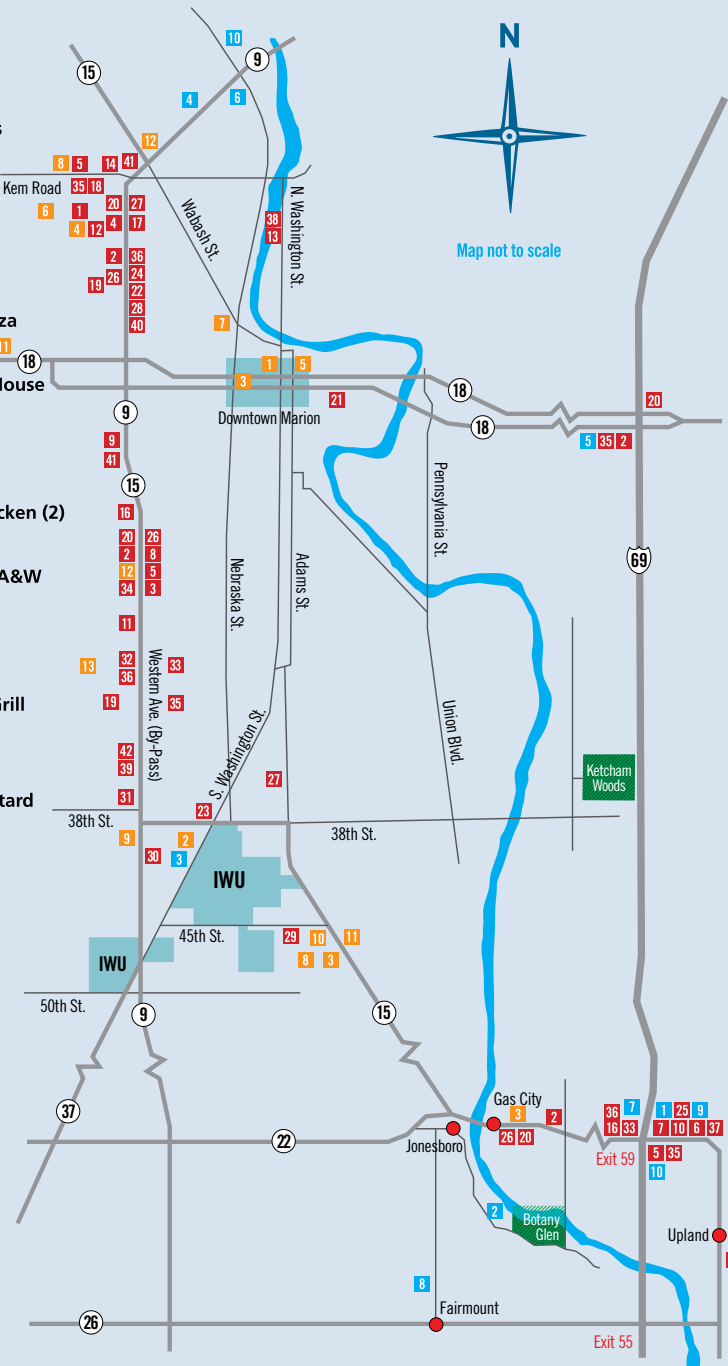 N
10
9
15
4
6
s
12
8 5 14 41
Kem Road
35 18
20 27
6
1
4 17
4 12
Wabash St.
N. Washington St.
38
13
Map not to scale
2 36
26 24
19
22
28
40
za
7
11
18
1 5
3
louse
Downtown Marion
21
18
20
9
18
5 35 2
9
41
15
16
cken (2)
Pennsylvania St.
20 26
2 8
12 5
34 3
A&W
69
Nebraska St.
Adams St.
11
32
33
13
36
Western Ave. (By-Pass)
19
35
rill
Union Blvd.
S. Washington St.
42
39
27
Ketcham
Woods
31
tard
23
38th St.
38th St.
9
2
30
3
IWU
45th St.
29 10 11
8 3
IWU
50th St.
9
15
37
Gas City
3
2
36 7
1 25 9
16 33
7 10 6 37
26 20
22
Jonesboro
Exit 59
5 35
10
2
Botany
Glen
Upland
8
Fairmount
26
Exit 55